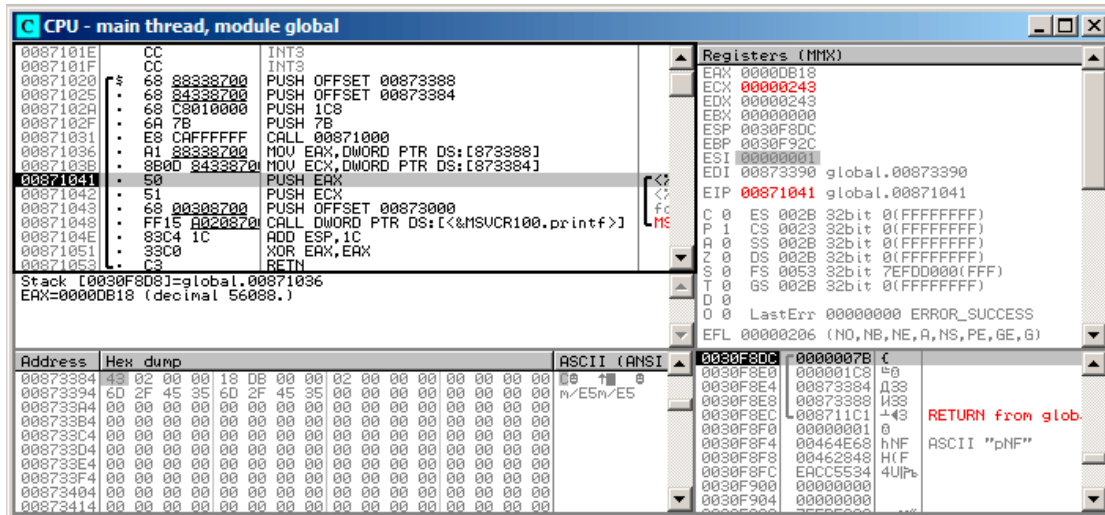 C CPU - main thread, module global
0087101E CC INT3
0087101F CC INT3
00871020 $ 68 88338700 PUSH OFFSET 00873388
00871025 . 68 84338700 PUSH OFFSET 00873384
0087102A . 68 C8010000 PUSH 1C8
0087102F . 6A 7B PUSH 7B
00871031 . E8 CAFFFFFF CALL 00871000
00871036 . A1 88338700 MOV EAX,DWORD PTR DS:[873388]
0087103B . 8B0D 84338700 MOV ECX,DWORD PTR DS:[873384]
00871041 . 50 PUSH EAX
00871042 . 51 PUSH ECX
00871043 . 68 00308700 PUSH OFFSET 00873000
00871048 . FF15 A0208700 CALL DWORD PTR DS:[<&MSVCR100.printf>]
0087104E . 83C4 1C ADD ESP,1C
00871051 . 33C0 XOR EAX,EAX
00871053 . C3 RETN
Stack [0030F8D8]=global.00871036
EAX=0000DB18 (decimal 56088.)
Registers (MMX)
EAX 0000DB18
ECX 00000243
EDX 00000243
EBX 00000000
ESP 0030F8DC
EBP 0030F92C
ESI 00000001
EDI 00873390 global.00873390
EIP 00871041 global.00871041
C 0 ES 002B 32bit 0(FFFFFFFF)
P 1 CS 0023 32bit 0(FFFFFFFF)
A 0 SS 002B 32bit 0(FFFFFFFF)
Z 0 DS 002B 32bit 0(FFFFFFFF)
S 0 FS 0053 32bit 7EFDD000(FFF)
T 0 GS 002B 32bit 0(FFFFFFFF)
D 0
O 0 LastErr 00000000 ERROR_SUCCESS
EFL 00000206 (NO,NB,NE,A,NS,PE,GE,G)
Address Hex dump ASCII (ANSI
00873384 43 02 00 00 18 DB 00 00 02 00 00 00 00 00 00 00
00873394 6D 2F 45 35 6D 2F 45 35 00 00 00 00 00 00 00 00 m/E5m/E5
008733A4 00 00 00 00 00 00 00 00 00 00 00 00 00 00 00 00
008733B4 00 00 00 00 00 00 00 00 00 00 00 00 00 00 00 00
008733C4 00 00 00 00 00 00 00 00 00 00 00 00 00 00 00 00
008733D4 00 00 00 00 00 00 00 00 00 00 00 00 00 00 00 00
008733E4 00 00 00 00 00 00 00 00 00 00 00 00 00 00 00 00
008733F4 00 00 00 00 00 00 00 00 00 00 00 00 00 00 00 00
00873404 00 00 00 00 00 00 00 00 00 00 00 00 00 00 00 00
00873414 00 00 00 00 00 00 00 00 00 00 00 00 00 00 00 00
0030F8DC 0000007B {
0030F8E0 000001C8
0030F8E4 00873384 Д33
0030F8E8 00873388 И33
0030F8EC 008711C1 RETURN from glob
0030F8F0 00000001
0030F8F4 00464E68 hNF ASCII "pNF"
0030F8F8 00462848 H(F
0030F8FC EACC5534
0030F900 00000000
0030F904 00000000